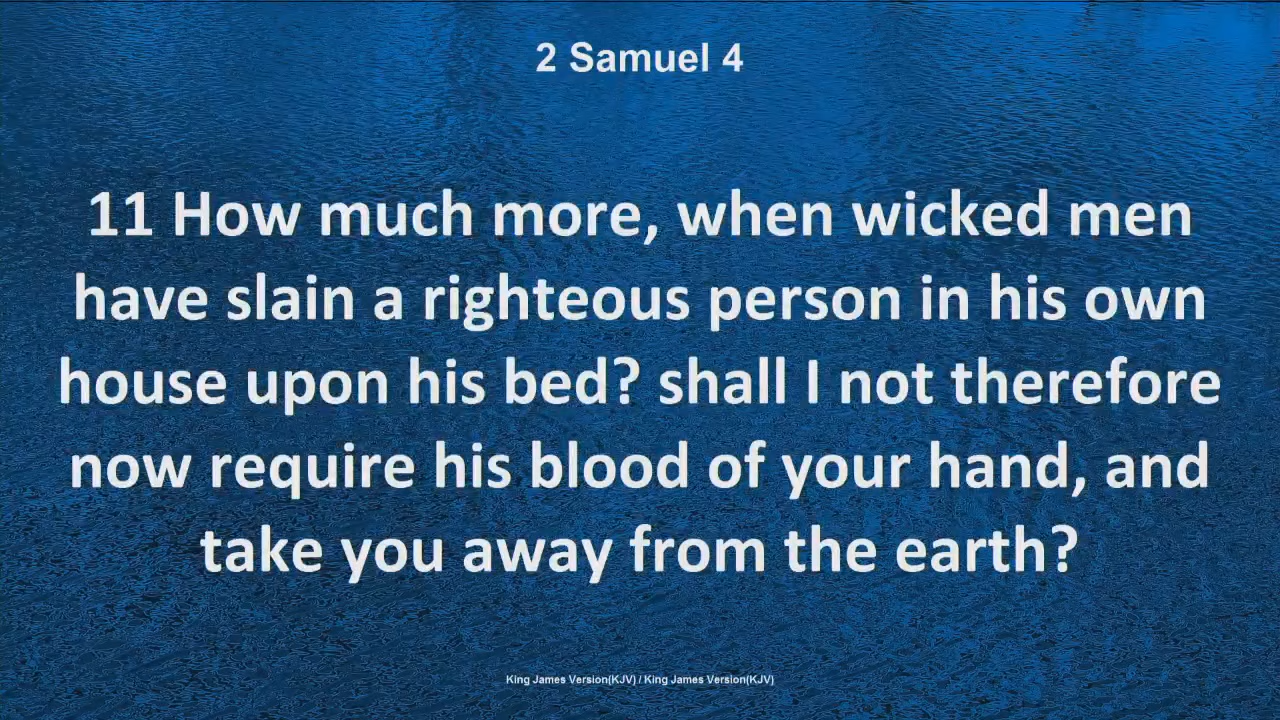 2 Samuel 4
11 How much more, when wicked men
have slain a righteous person in his own
house upon his bed? shall I not therefore
now require his blood of your hand, and
take you away from the earth?
King James Version(KJV) / King James Version(KJV)